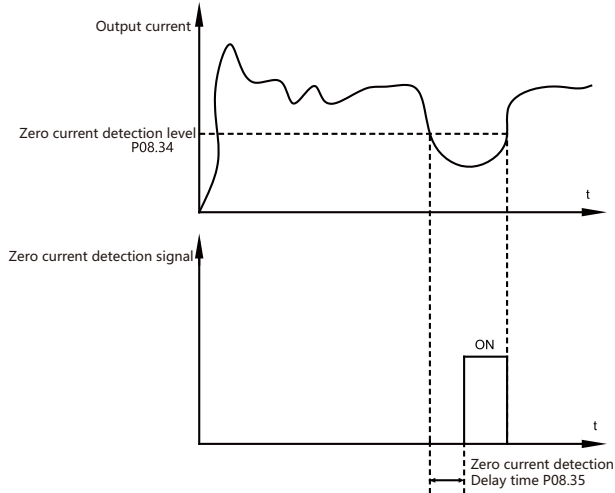 Output current
Zero current detection level
P08.34
t
Zero current detection signal
ON
t
Zero current detection
Delay time P08.35